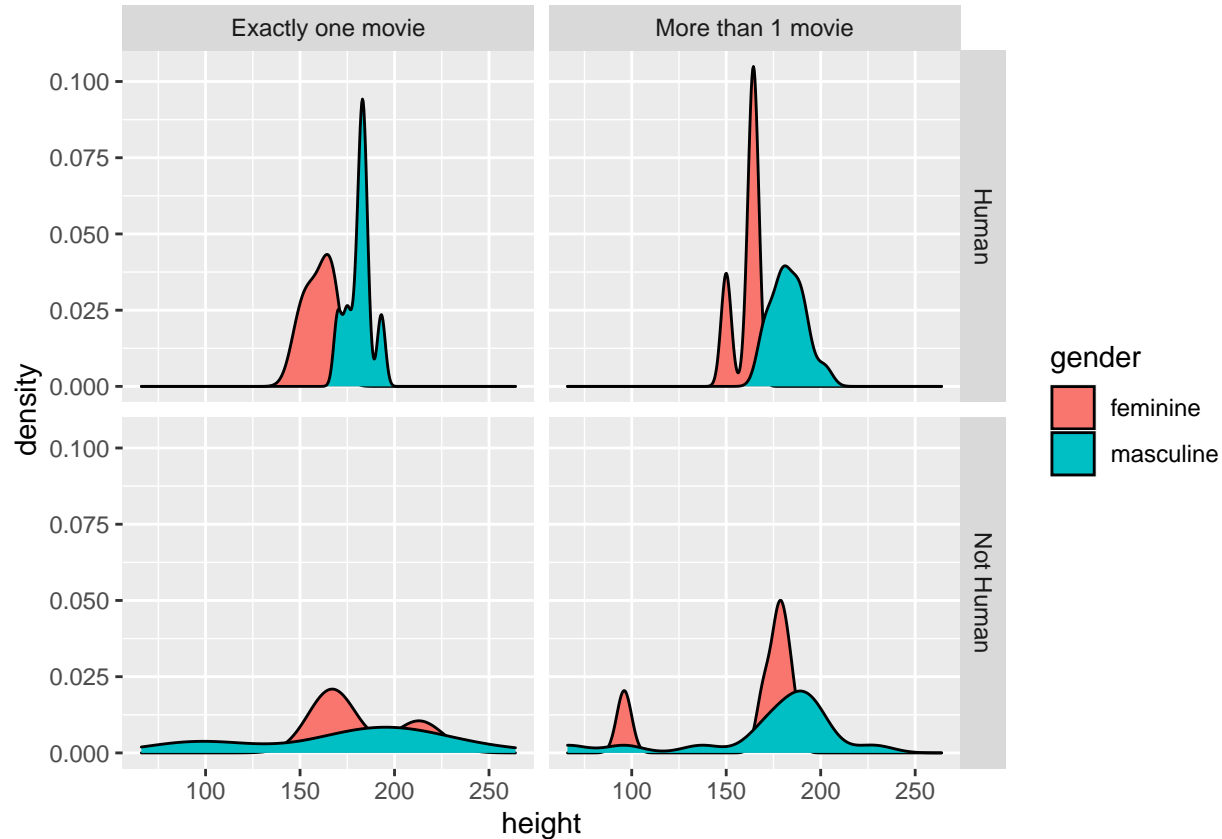 Exactly one movie
More than 1 movie
0.100
0.075
0.050
0.025
0.000
Human
0.100
0.075
0.050
0.025
0.000
Not Human
100 150 200 250
100 150 200 250
height
density
gender
feminine
masculine